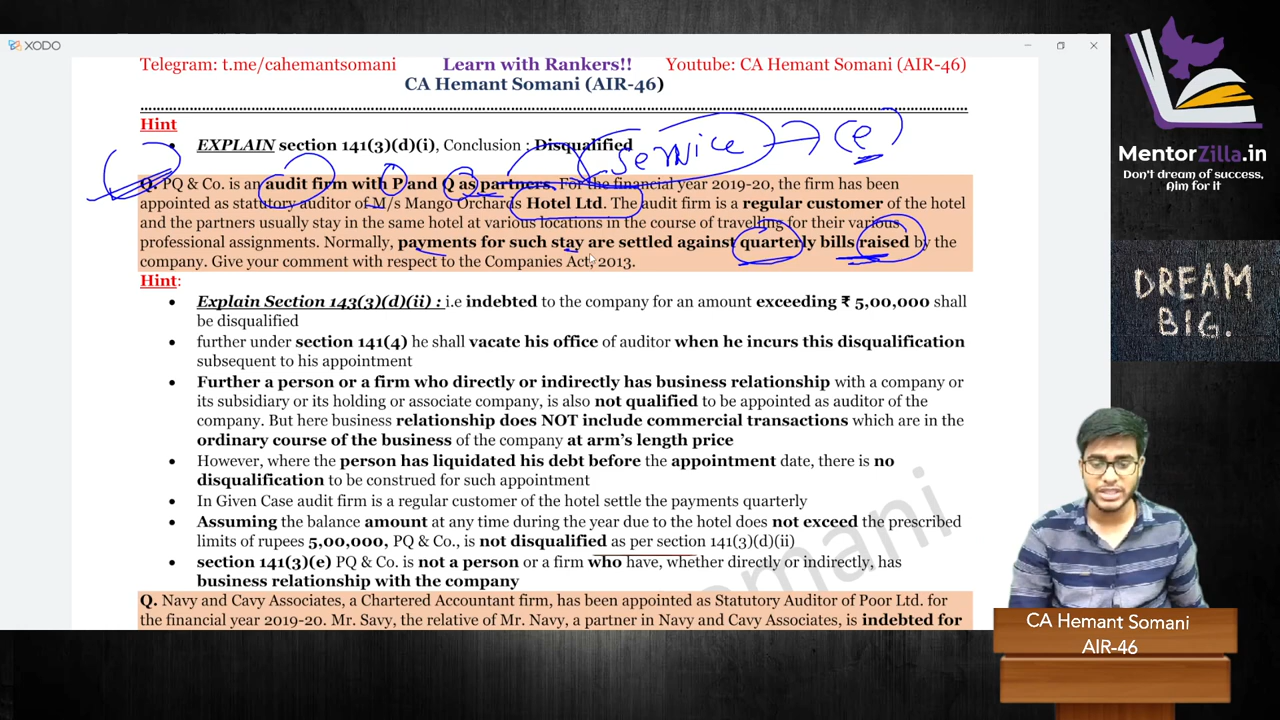 XODO
Telegram: t.me/cahemantsomani Learn with Rankers!! Youtube: CA Hemant Somani (AIR-46)
CA Hemant Somani (AIR-46)
Hint
• EXPLAIN section 141(3)(d)(i), Conclusion : Disqualified
Service → (e)
Q. PQ & Co. is an audit firm with P and Q as partners. For the financial year 2019-20, the firm has been
appointed as statutory auditor of M/s Mango Orchards Hotel Ltd. The audit firm is a regular customer of the hotel
and the partners usually stay in the same hotel at various locations in the course of travelling for their various
professional assignments. Normally, payments for such stay are settled against quarterly bills raised by the
company. Give your comment with respect to the Companies Act, 2013.
Hint:
• Explain Section 143(3)(d)(ii) : i.e indebted to the company for an amount exceeding ₹ 5,00,000 shall
be disqualified
• further under section 141(4) he shall vacate his office of auditor when he incurs this disqualification
subsequent to his appointment
• Further a person or a firm who directly or indirectly has business relationship with a company or
its subsidiary or its holding or associate company, is also not qualified to be appointed as auditor of the
company. But here business relationship does NOT include commercial transactions which are in the
ordinary course of the business of the company at arm's length price
• However, where the person has liquidated his debt before the appointment date, there is no
disqualification to be construed for such appointment
• In Given Case audit firm is a regular customer of the hotel settle the payments quarterly
• Assuming the balance amount at any time during the year due to the hotel does not exceed the prescribed
limits of rupees 5,00,000, PQ & Co., is not disqualified as per section 141(3)(d)(ii)
• section 141(3)(e) PQ & Co. is not a person or a firm who have, whether directly or indirectly, has
business relationship with the company
Q. Navy and Cavy Associates, a Chartered Accountant firm, has been appointed as Statutory Auditor of Poor Ltd. for
the financial year 2019-20. Mr. Savy, the relative of Mr. Navy, a partner in Navy and Cavy Associates, is indebted for
MentorZilla.in
Don't dream of success,
Aim for it
DREAM
BIG.
CA Hemant Somani
AIR-46